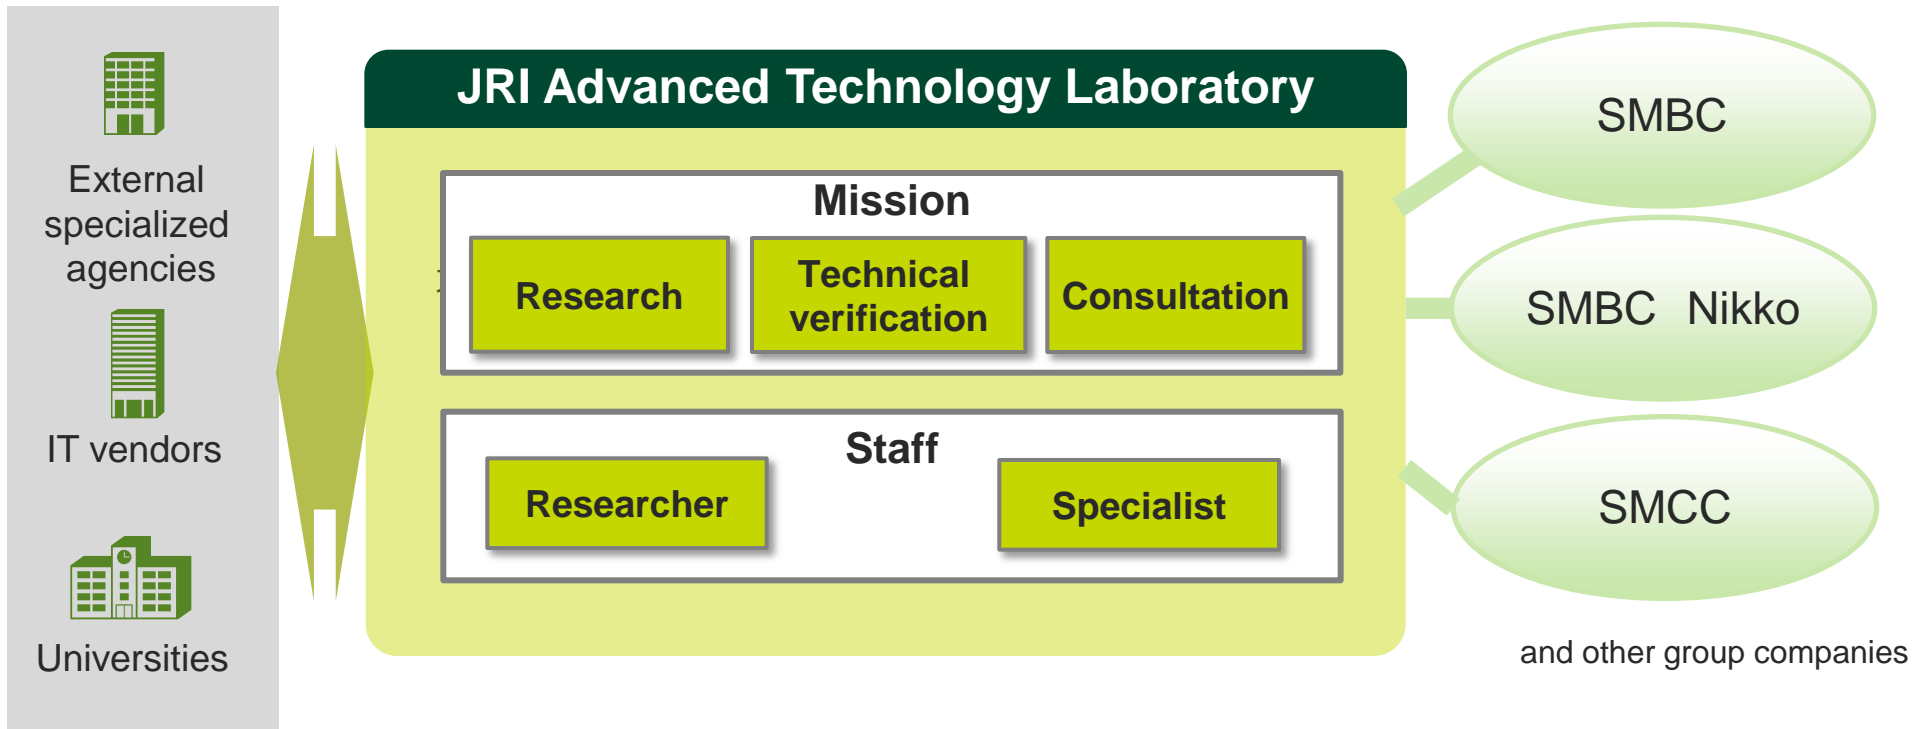 JRI Advanced Technology Laboratory
External
specialized
agencies
IT vendors
Universities
Mission
Research
Technical
verification
Consultation
Staff
Researcher
Specialist
SMBC
SMBC Nikko
SMCC
and other group companies